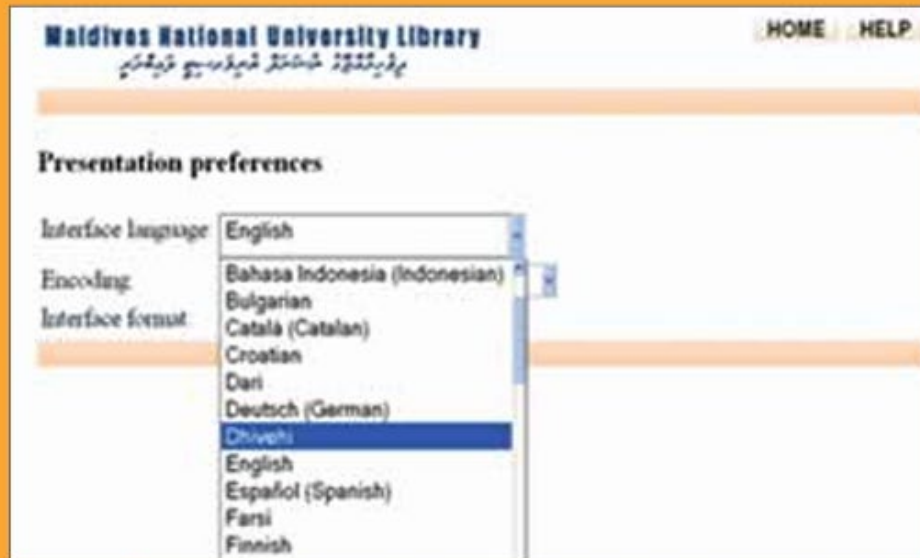 Maldives National University Library
HOME HELP
ދިވެހިރާއްޖޭގެ ޤައުމީ ޔުނިވަރސިޓީ ލައިބްރަރީ
Presentation preferences
Interface language English
Encoding
Interface format
Bahasa Indonesia (Indonesian)
Bulgarian
Català (Catalan)
Croatian
Dari
Deutsch (German)
Dhivehi
English
Español (Spanish)
Farsi
Finnish